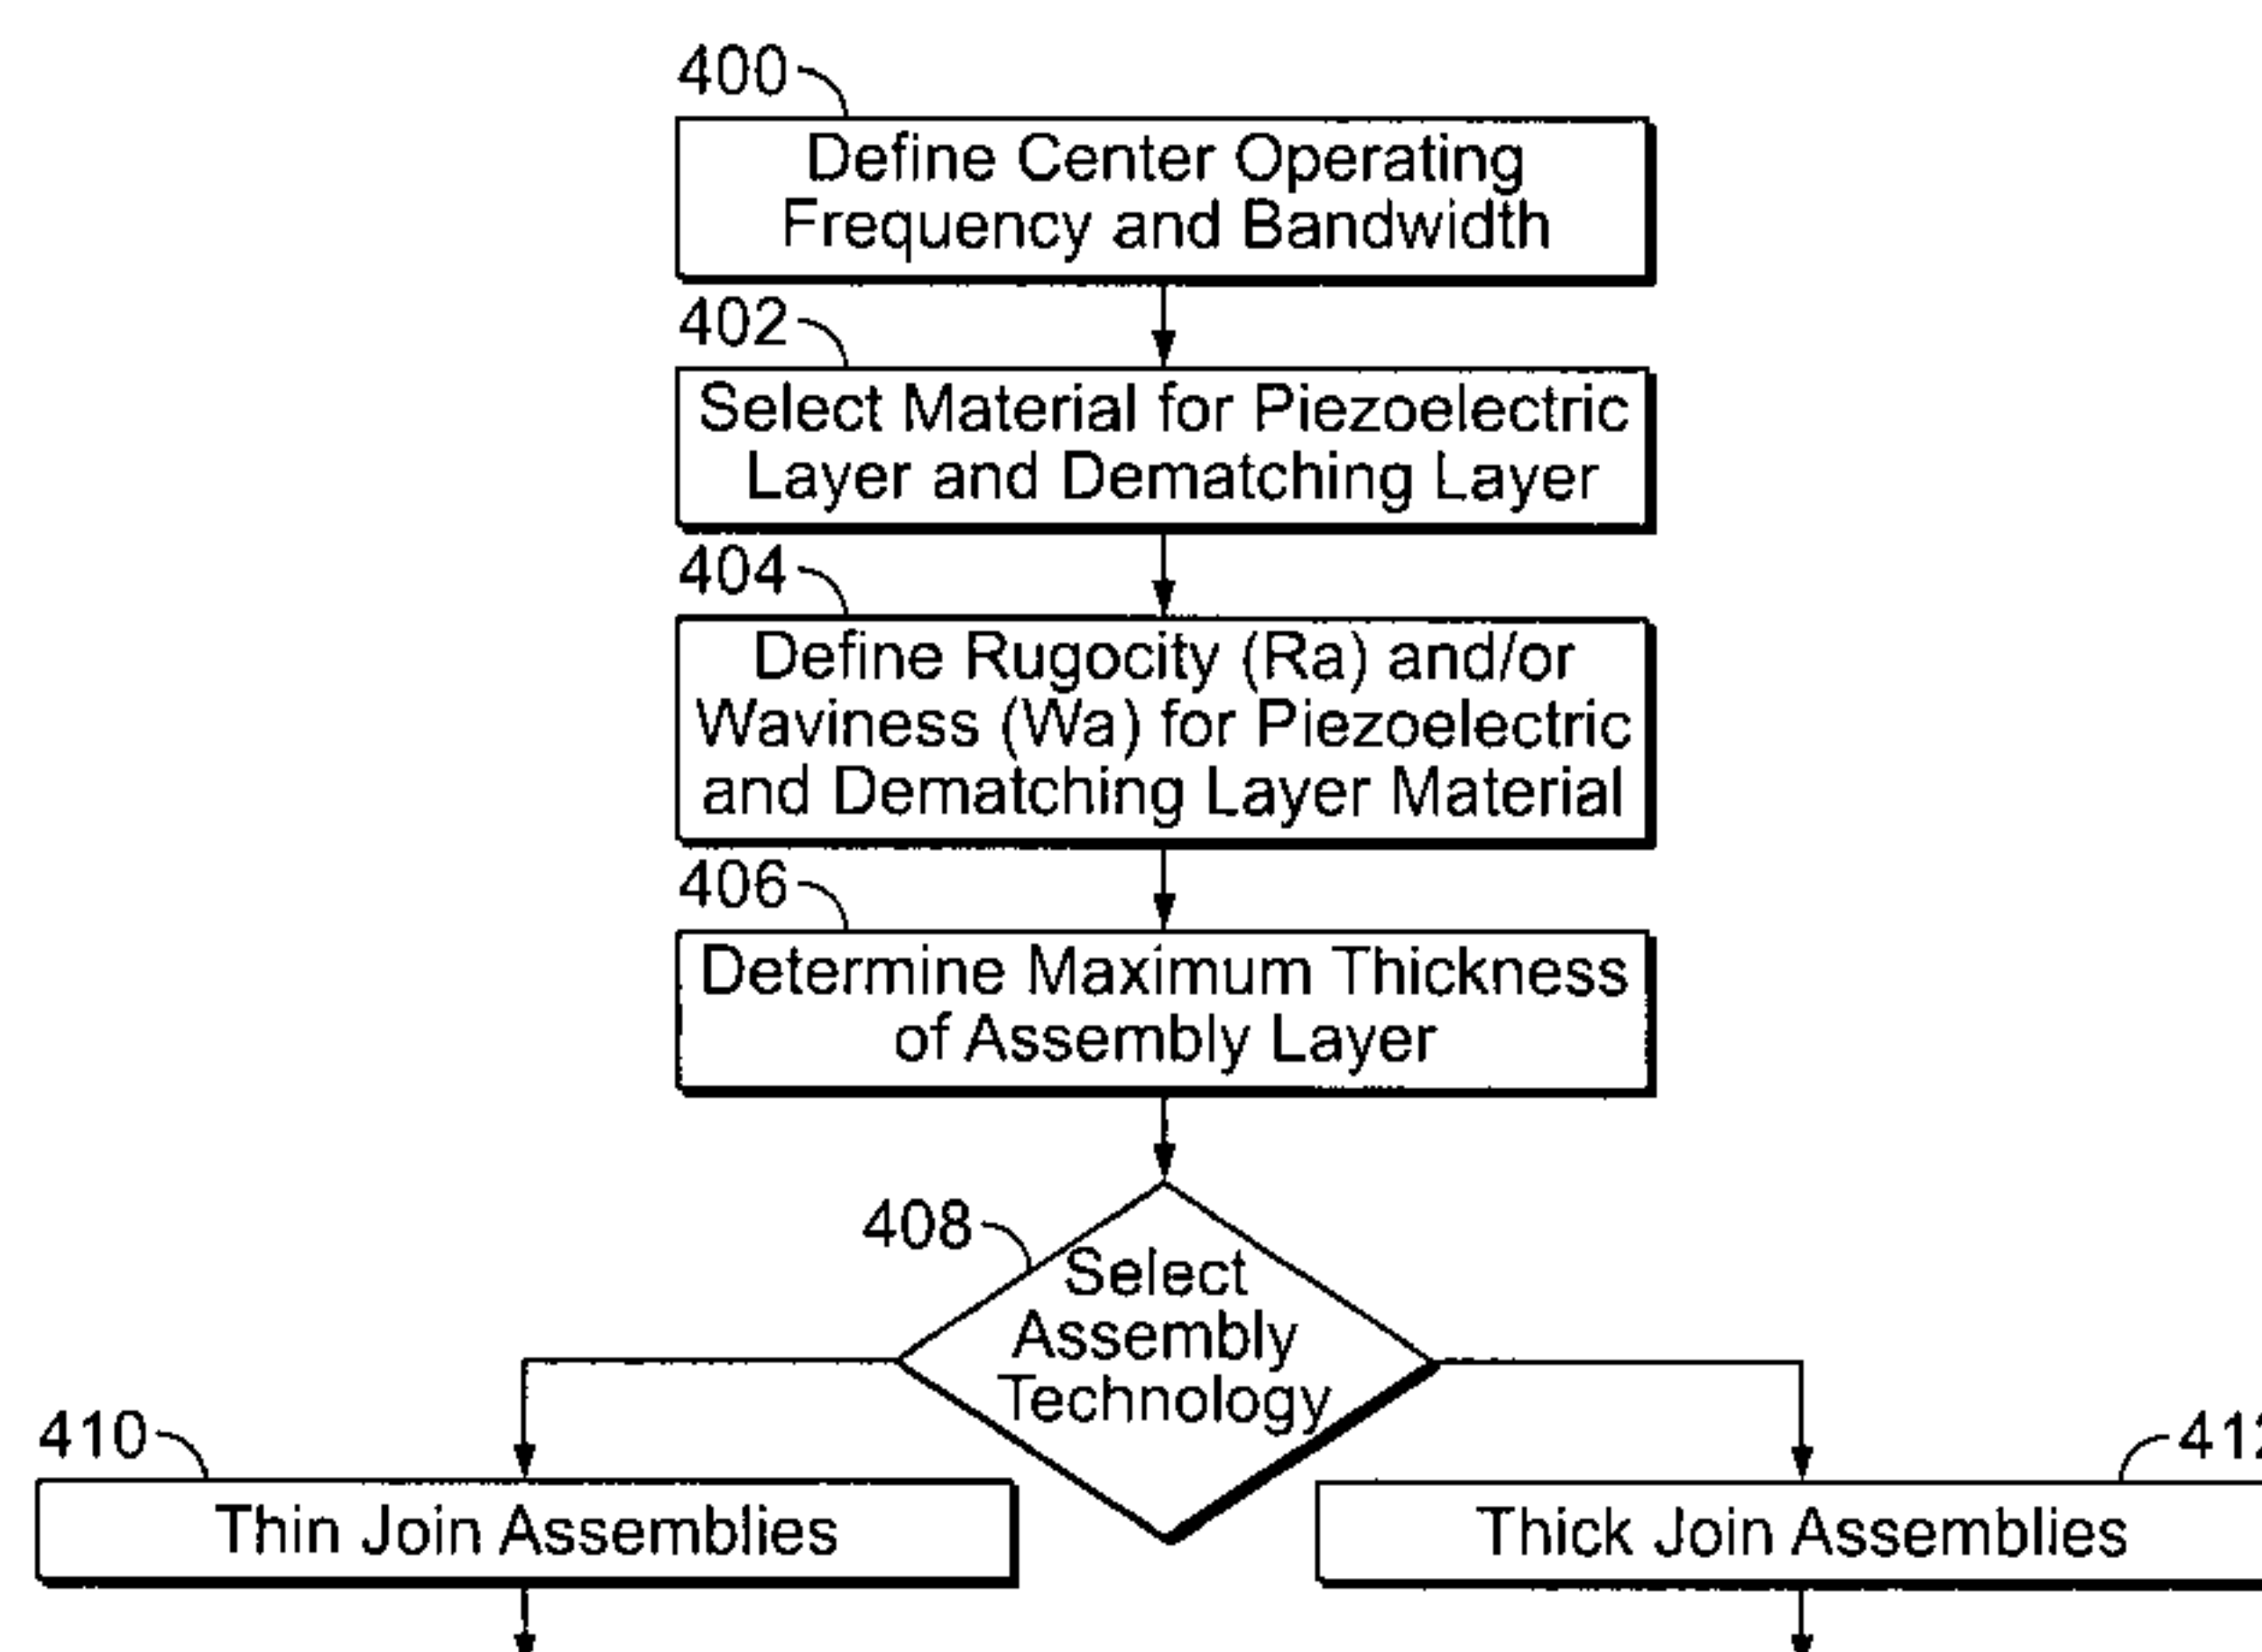 400
Define Center Operating
Frequency and Bandwidth
402
Select Material for Piezoelectric
Layer and Dematching Layer
404
Define Rugocity (Ra) and/or
Waviness (Wa) for Piezoelectric
and Dematching Layer Material
406
Determine Maximum Thickness
of Assembly Layer
408
Select
Assembly
Technology
410
Thin Join Assemblies
412
Thick Join Assemblies